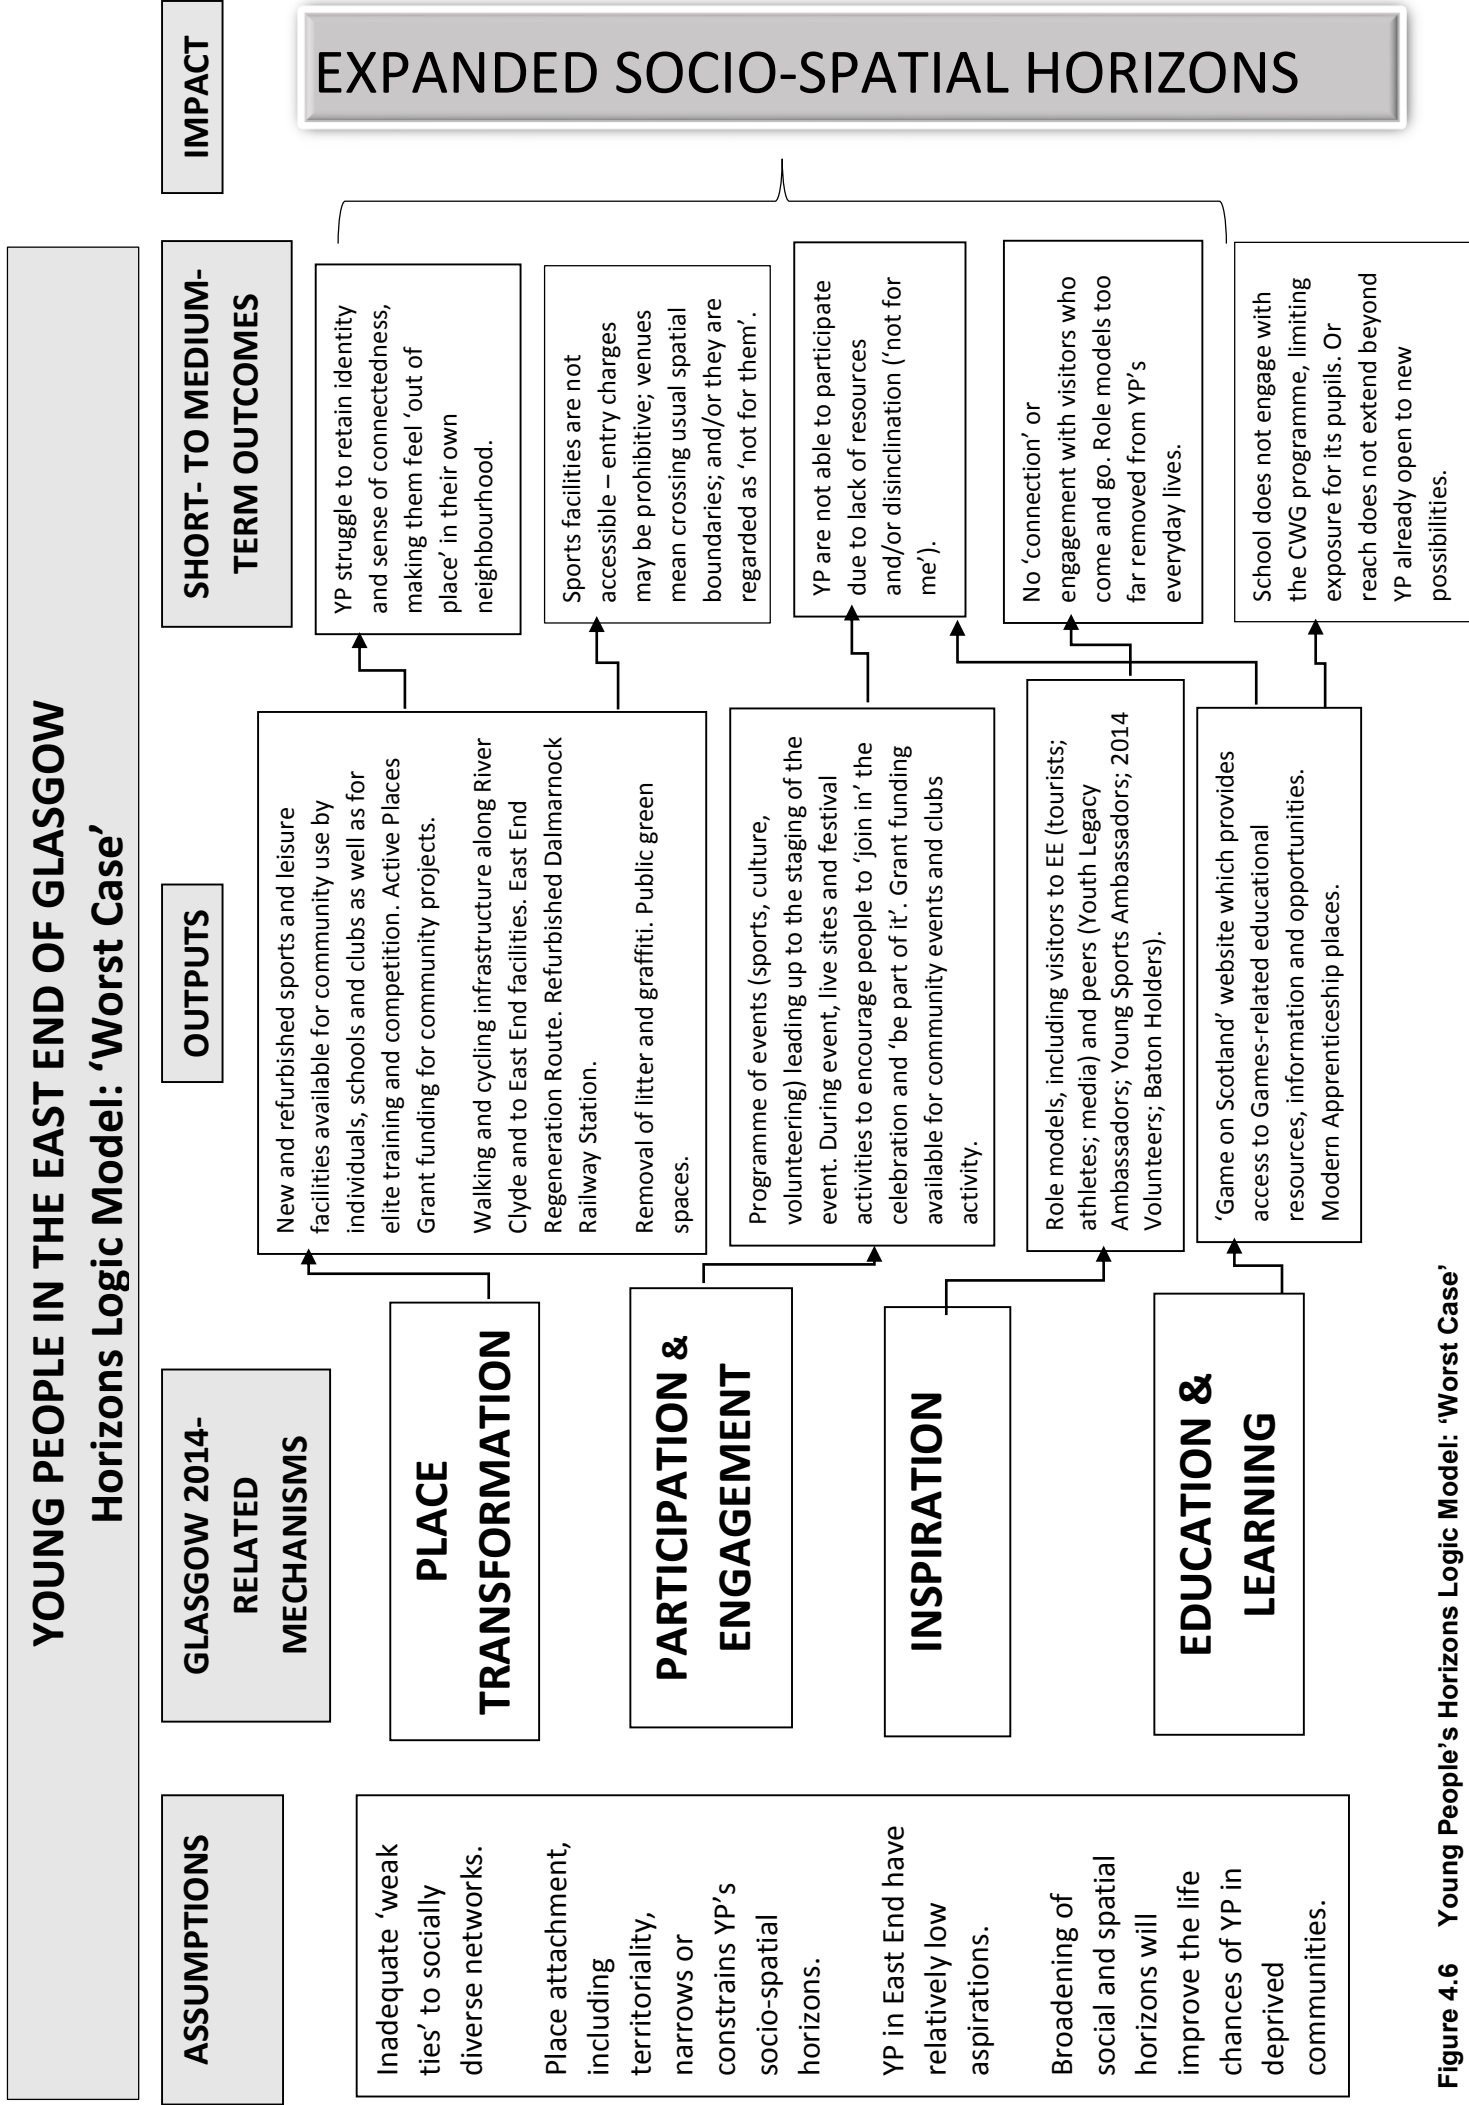 YOUNG PEOPLE IN THE EAST END OF GLASGOW
Horizons Logic Model: ‘Worst Case’
ASSUMPTIONS
GLASGOW 2014-
RELATED
MECHANISMS
OUTPUTS
SHORT- TO MEDIUM-
TERM OUTCOMES
IMPACT
Inadequate ‘weak
ties’ to socially
diverse networks.
Place attachment,
including
territoriality,
narrows or
constrains YP’s
socio-spatial
horizons.
YP in East End have
relatively low
aspirations.
Broadening of
social and spatial
horizons will
improve the life
chances of YP in
deprived
communities.
PLACE
TRANSFORMATION
PARTICIPATION &
ENGAGEMENT
INSPIRATION
EDUCATION &
LEARNING
New and refurbished sports and leisure
facilities available for community use by
individuals, schools and clubs as well as for
elite training and competition. Active Places
Grant funding for community projects.
Walking and cycling infrastructure along River
Clyde and to East End facilities. East End
Regeneration Route. Refurbished Dalmarnock
Railway Station.
Removal of litter and graffiti. Public green
spaces.
Programme of events (sports, culture,
volunteering) leading up to the staging of the
event. During event, live sites and festival
activities to encourage people to ‘join in’ the
celebration and ‘be part of it’. Grant funding
available for community events and clubs
activity.
Role models, including visitors to EE (tourists;
athletes; media) and peers (Youth Legacy
Ambassadors; Young Sports Ambassadors; 2014
Volunteers; Baton Holders).
‘Game on Scotland’ website which provides
access to Games-related educational
resources, information and opportunities.
Modern Apprenticeship places.
YP struggle to retain identity
and sense of connectedness,
making them feel ‘out of
place’ in their own
neighbourhood.
Sports facilities are not
accessible – entry charges
may be prohibitive; venues
mean crossing usual spatial
boundaries; and/or they are
regarded as ‘not for them’.
YP are not able to participate
due to lack of resources
and/or disinclination (‘not for
me’).
No ‘connection’ or
engagement with visitors who
come and go. Role models too
far removed from YP’s
everyday lives.
School does not engage with
the CWG programme, limiting
exposure for its pupils. Or
reach does not extend beyond
YP already open to new
possibilities.
EXPANDED SOCIO-SPATIAL HORIZONS
Figure 4.6 Young People’s Horizons Logic Model: ‘Worst Case’